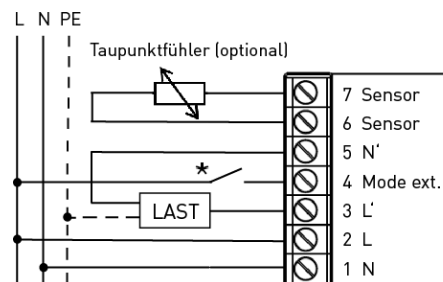 L N PE
Taupunktfühler (optional)
7 Sensor
6 Sensor
5 N'
* 4 Mode ext.
LAST 3 L'
2 L
1 N